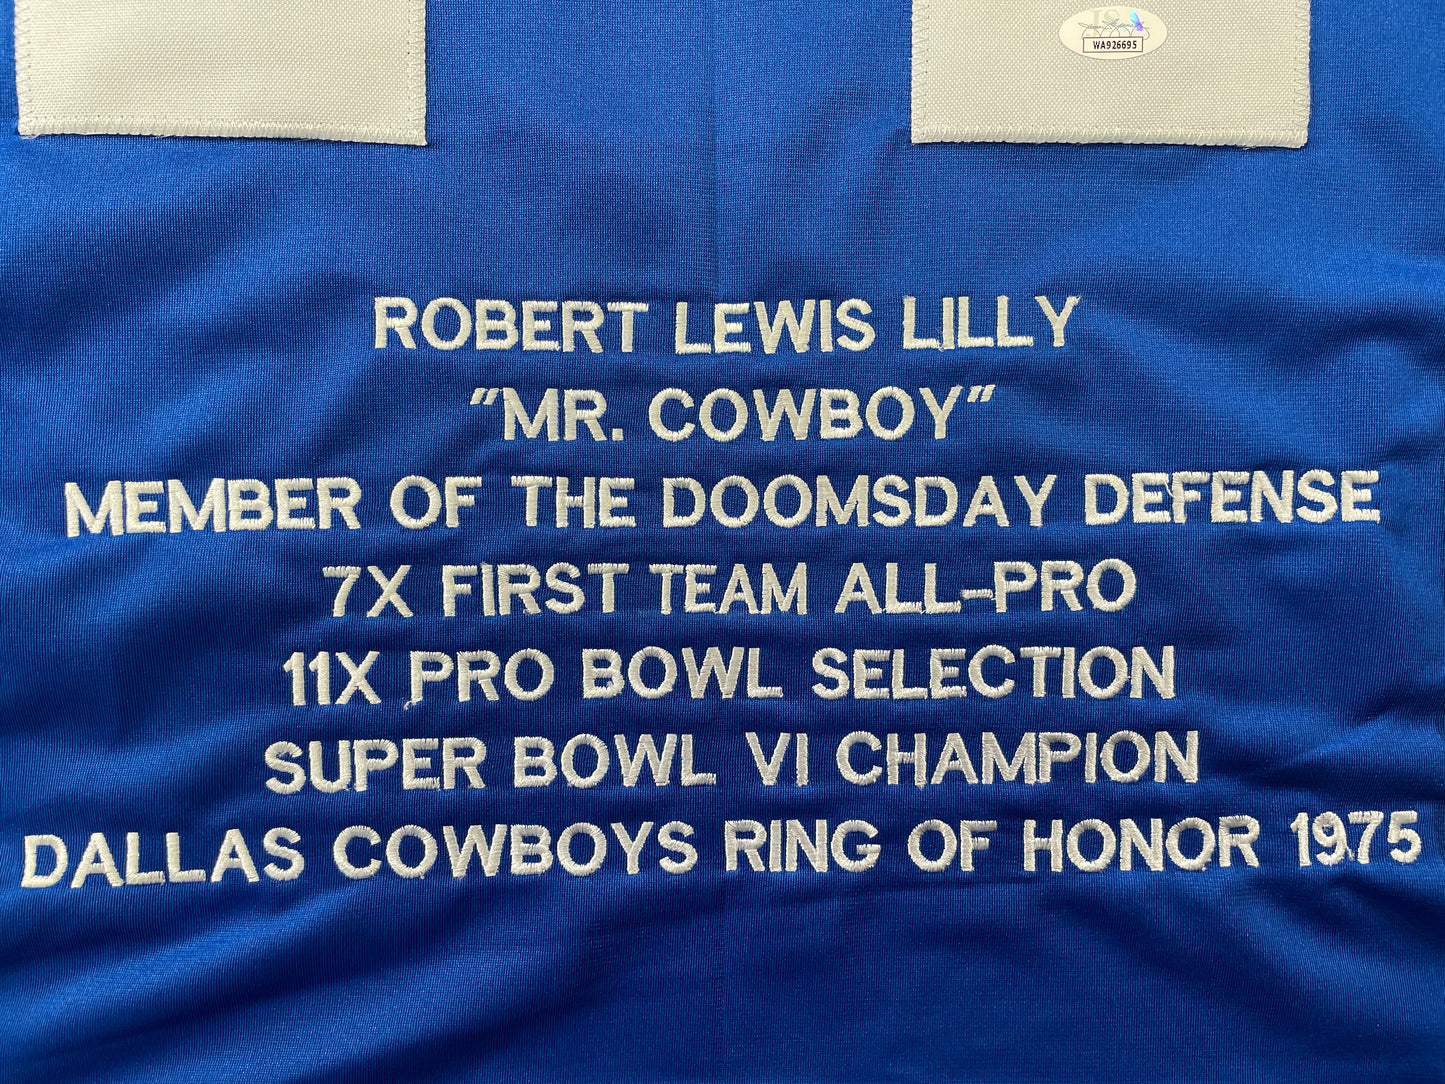 WA926695
ROBERT LEWIS LILLY
"MR. COWBOY"
MEMBER OF THE DOOMSDAY DEFENSE
7X FIRST TEAM ALL-PRO
11X PRO BOWL SELECTION
SUPER BOWL VI CHAMPION
DALLAS COWBOYS RING OF HONOR 1975